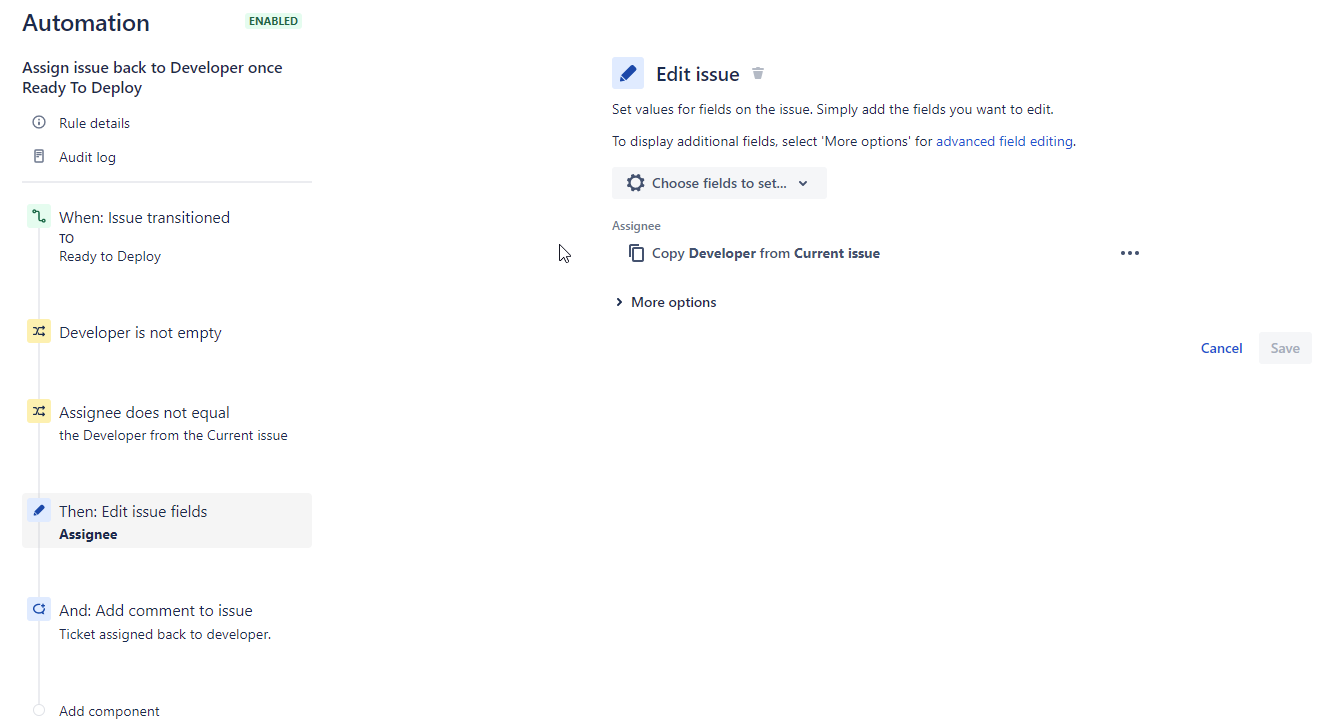 Automation
ENABLED
Assign issue back to Developer once
Ready To Deploy
Rule details
Audit log
When: Issue transitioned
TO
Ready to Deploy
Developer is not empty
Assignee does not equal
the Developer from the Current issue
Then: Edit issue fields
Assignee
And: Add comment to issue
Ticket assigned back to developer.
Add component
Edit issue
Set values for fields on the issue. Simply add the fields you want to edit.
To display additional fields, select 'More options' for advanced field editing.
Choose fields to set...
Assignee
Copy Developer from Current issue
More options
Cancel
Save